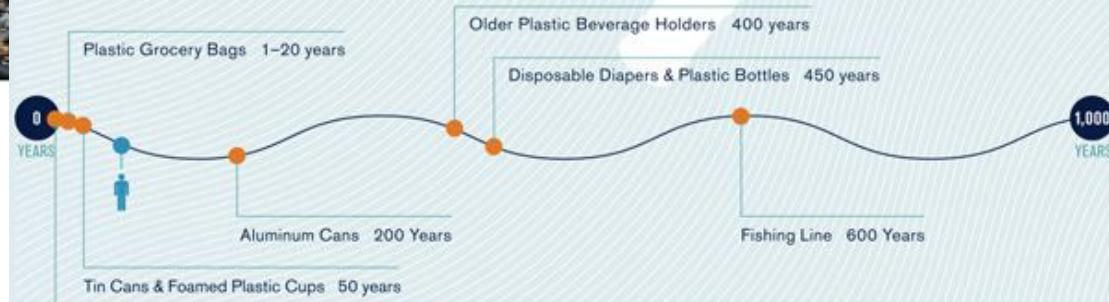 Older Plastic Beverage Holders 400 years
Plastic Grocery Bags 1–20 years
Disposable Diapers & Plastic Bottles 450 years
0
YEARS
1,000
YEARS
Aluminum Cans 200 Years
Fishing Line 600 Years
Tin Cans & Foamed Plastic Cups 50 years